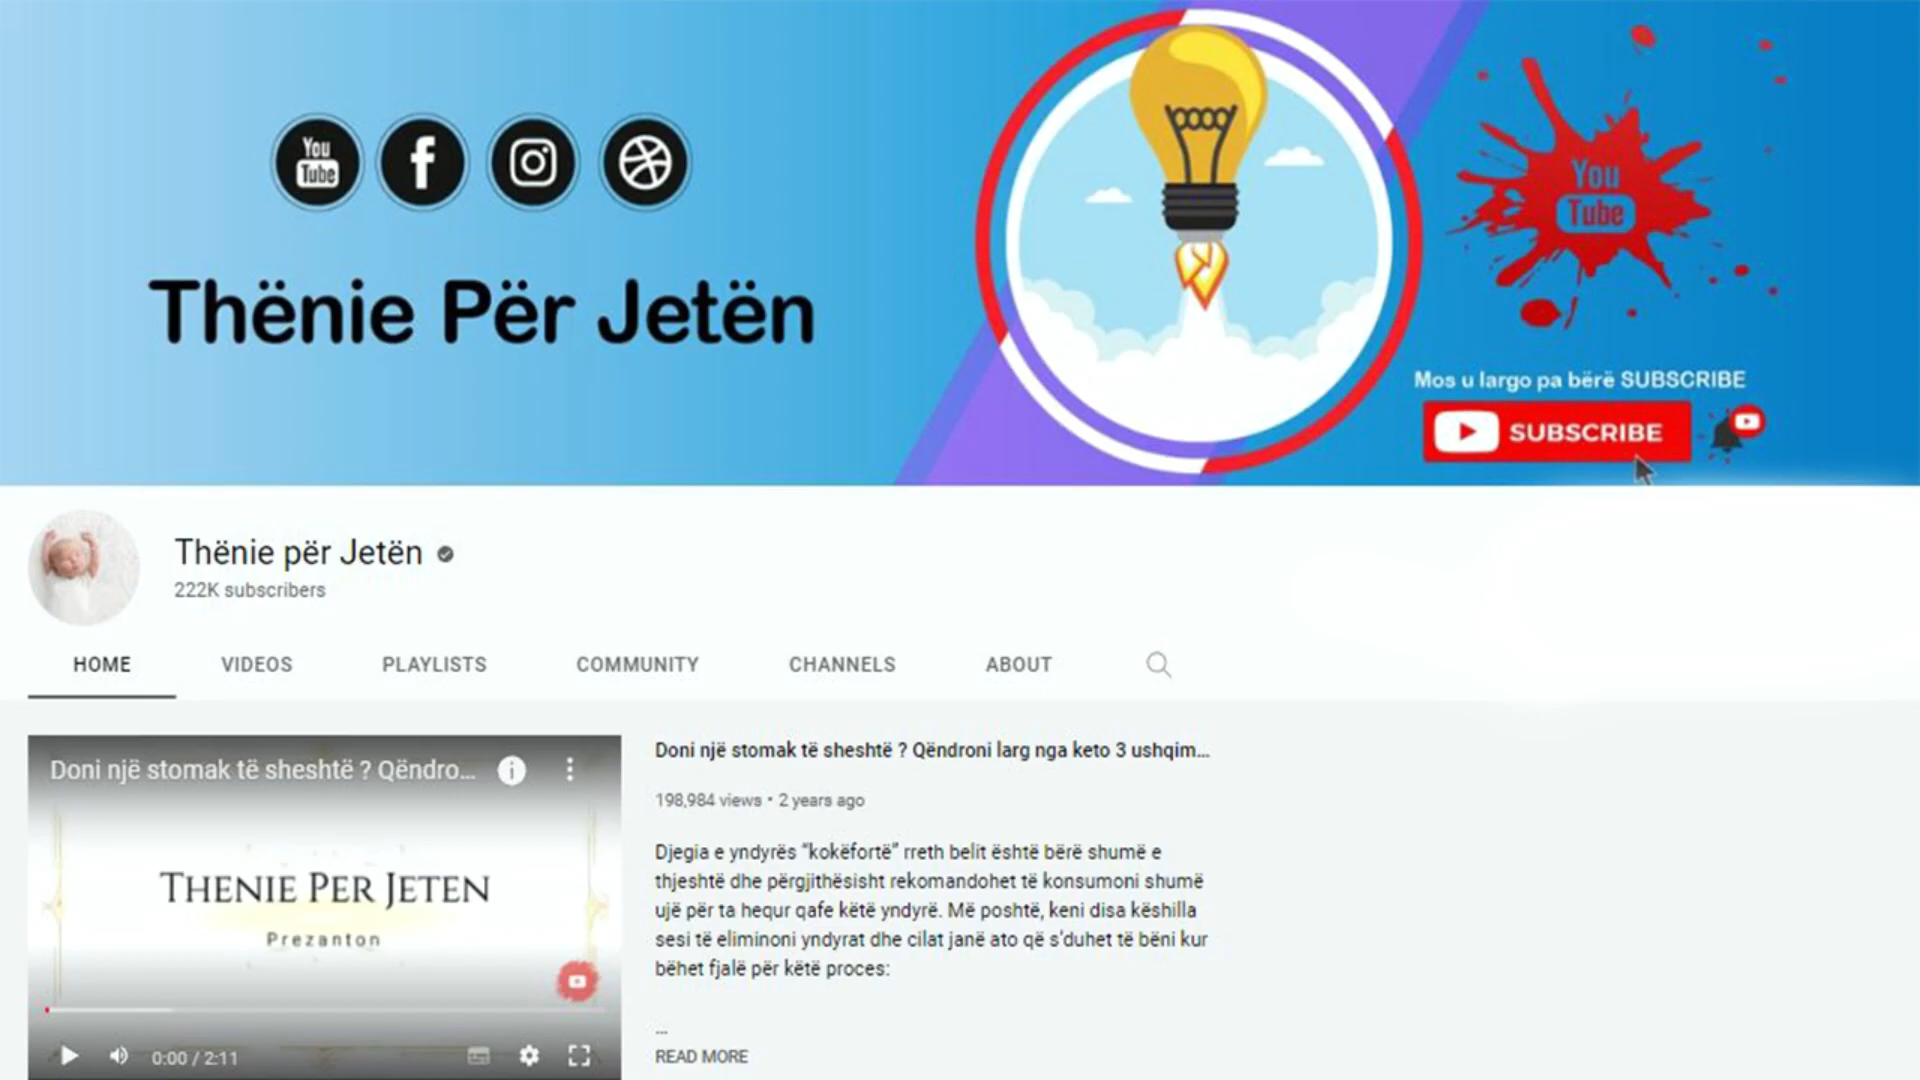 You
Tube
Thënie Për Jetën
You
Tube
Mos u largo pa bërë SUBSCRIBE
SUBSCRIBE
Thënie për Jetën
222K subscribers
HOME VIDEOS PLAYLISTS COMMUNITY CHANNELS ABOUT
Doni një stomak të sheshtë ? Qëndro...
THENIE PER JETEN
Prezanton
0:00 / 2:11
Doni një stomak të sheshtë ? Qëndroni larg nga keto 3 ushqim...
198,984 views • 2 years ago
Djegia e yndyrës “kokëfortë” rreth belit është bërë shumë e
thjeshtë dhe përgjithësisht rekomandohet të konsumoni shumë
ujë për ta hequr qafe këtë yndyrë. Më poshtë, keni disa këshilla
sesi të eliminoni yndyrat dhe cilat janë ato që s'duhet të bëni kur
bëhet fjalë për këtë proces:
...
READ MORE